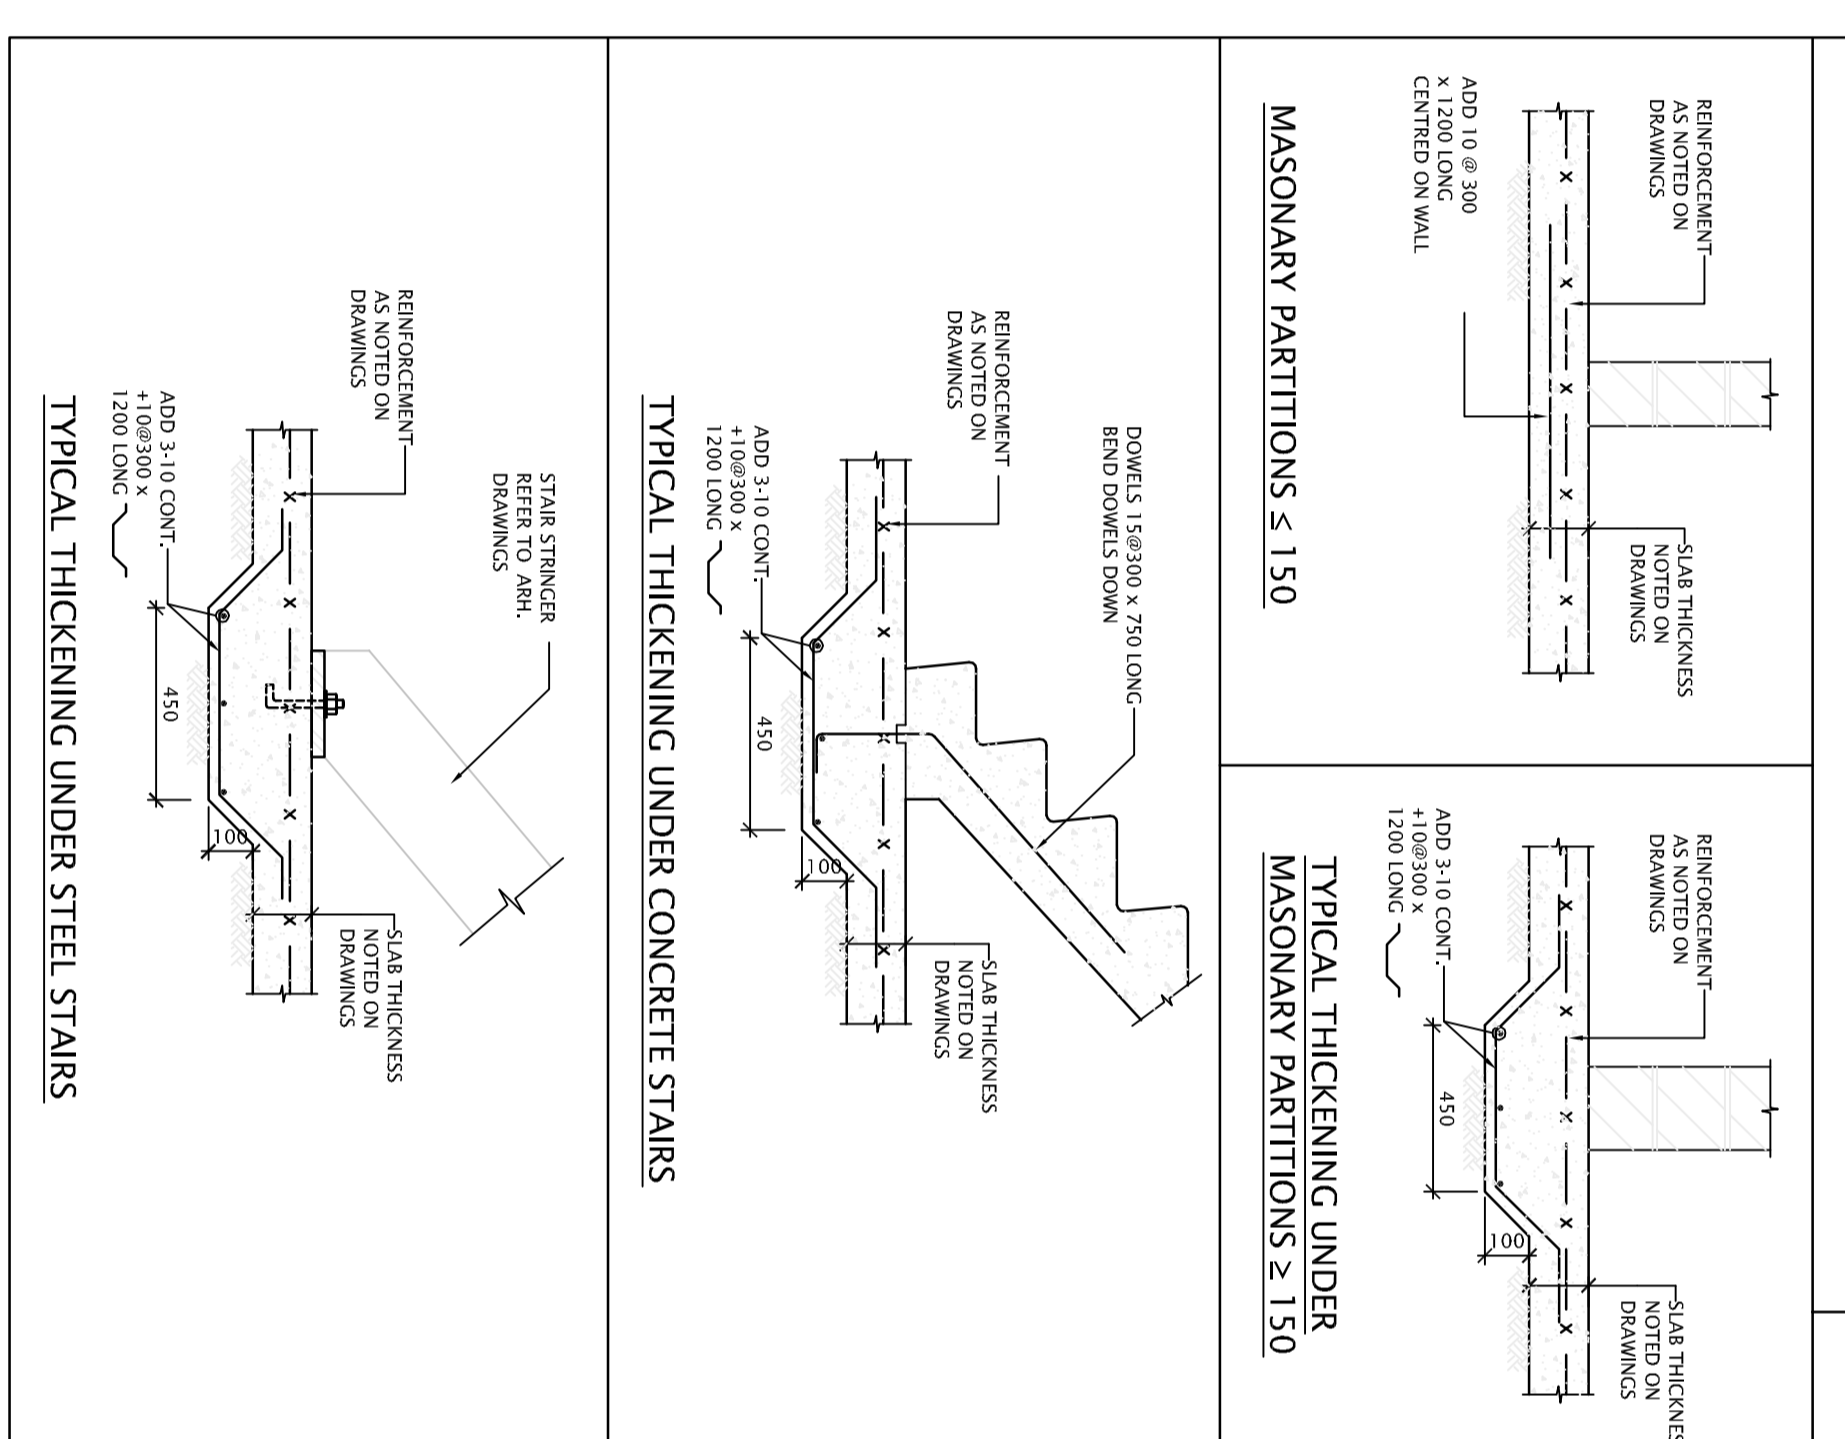 REINFORCEMENT
AS NOTED ON
DRAWINGS
SLAB THICKNESS
NOTED ON
DRAWINGS
ADD 10 @ 300
x 1200 LONG
CENTRED ON WALL
MASONARY PARTITIONS ≤ 150
REINFORCEMENT
AS NOTED ON
DRAWINGS
SLAB THICKNES
NOTED ON
DRAWINGS
ADD 3-10 CONT.
+10@300 x
1200 LONG
450
100
TYPICAL THICKENING UNDER
MASONARY PARTITIONS ≥ 150
DOWELS 15@300 x 750 LONG
BEND DOWELS DOWN
REINFORCEMENT
AS NOTED ON
DRAWINGS
SLAB THICKNESS
NOTED ON
DRAWINGS
ADD 3-10 CONT.
+10@300 x
1200 LONG
450
100
TYPICAL THICKENING UNDER CONCRETE STAIRS
STAIR STRINGER
REFER TO ARH.
DRAWINGS
REINFORCEMENT
AS NOTED ON
DRAWINGS
SLAB THICKNESS
NOTED ON
DRAWINGS
ADD 3-10 CONT.
+10@300 x
1200 LONG
450
100
TYPICAL THICKENING UNDER STEEL STAIRS